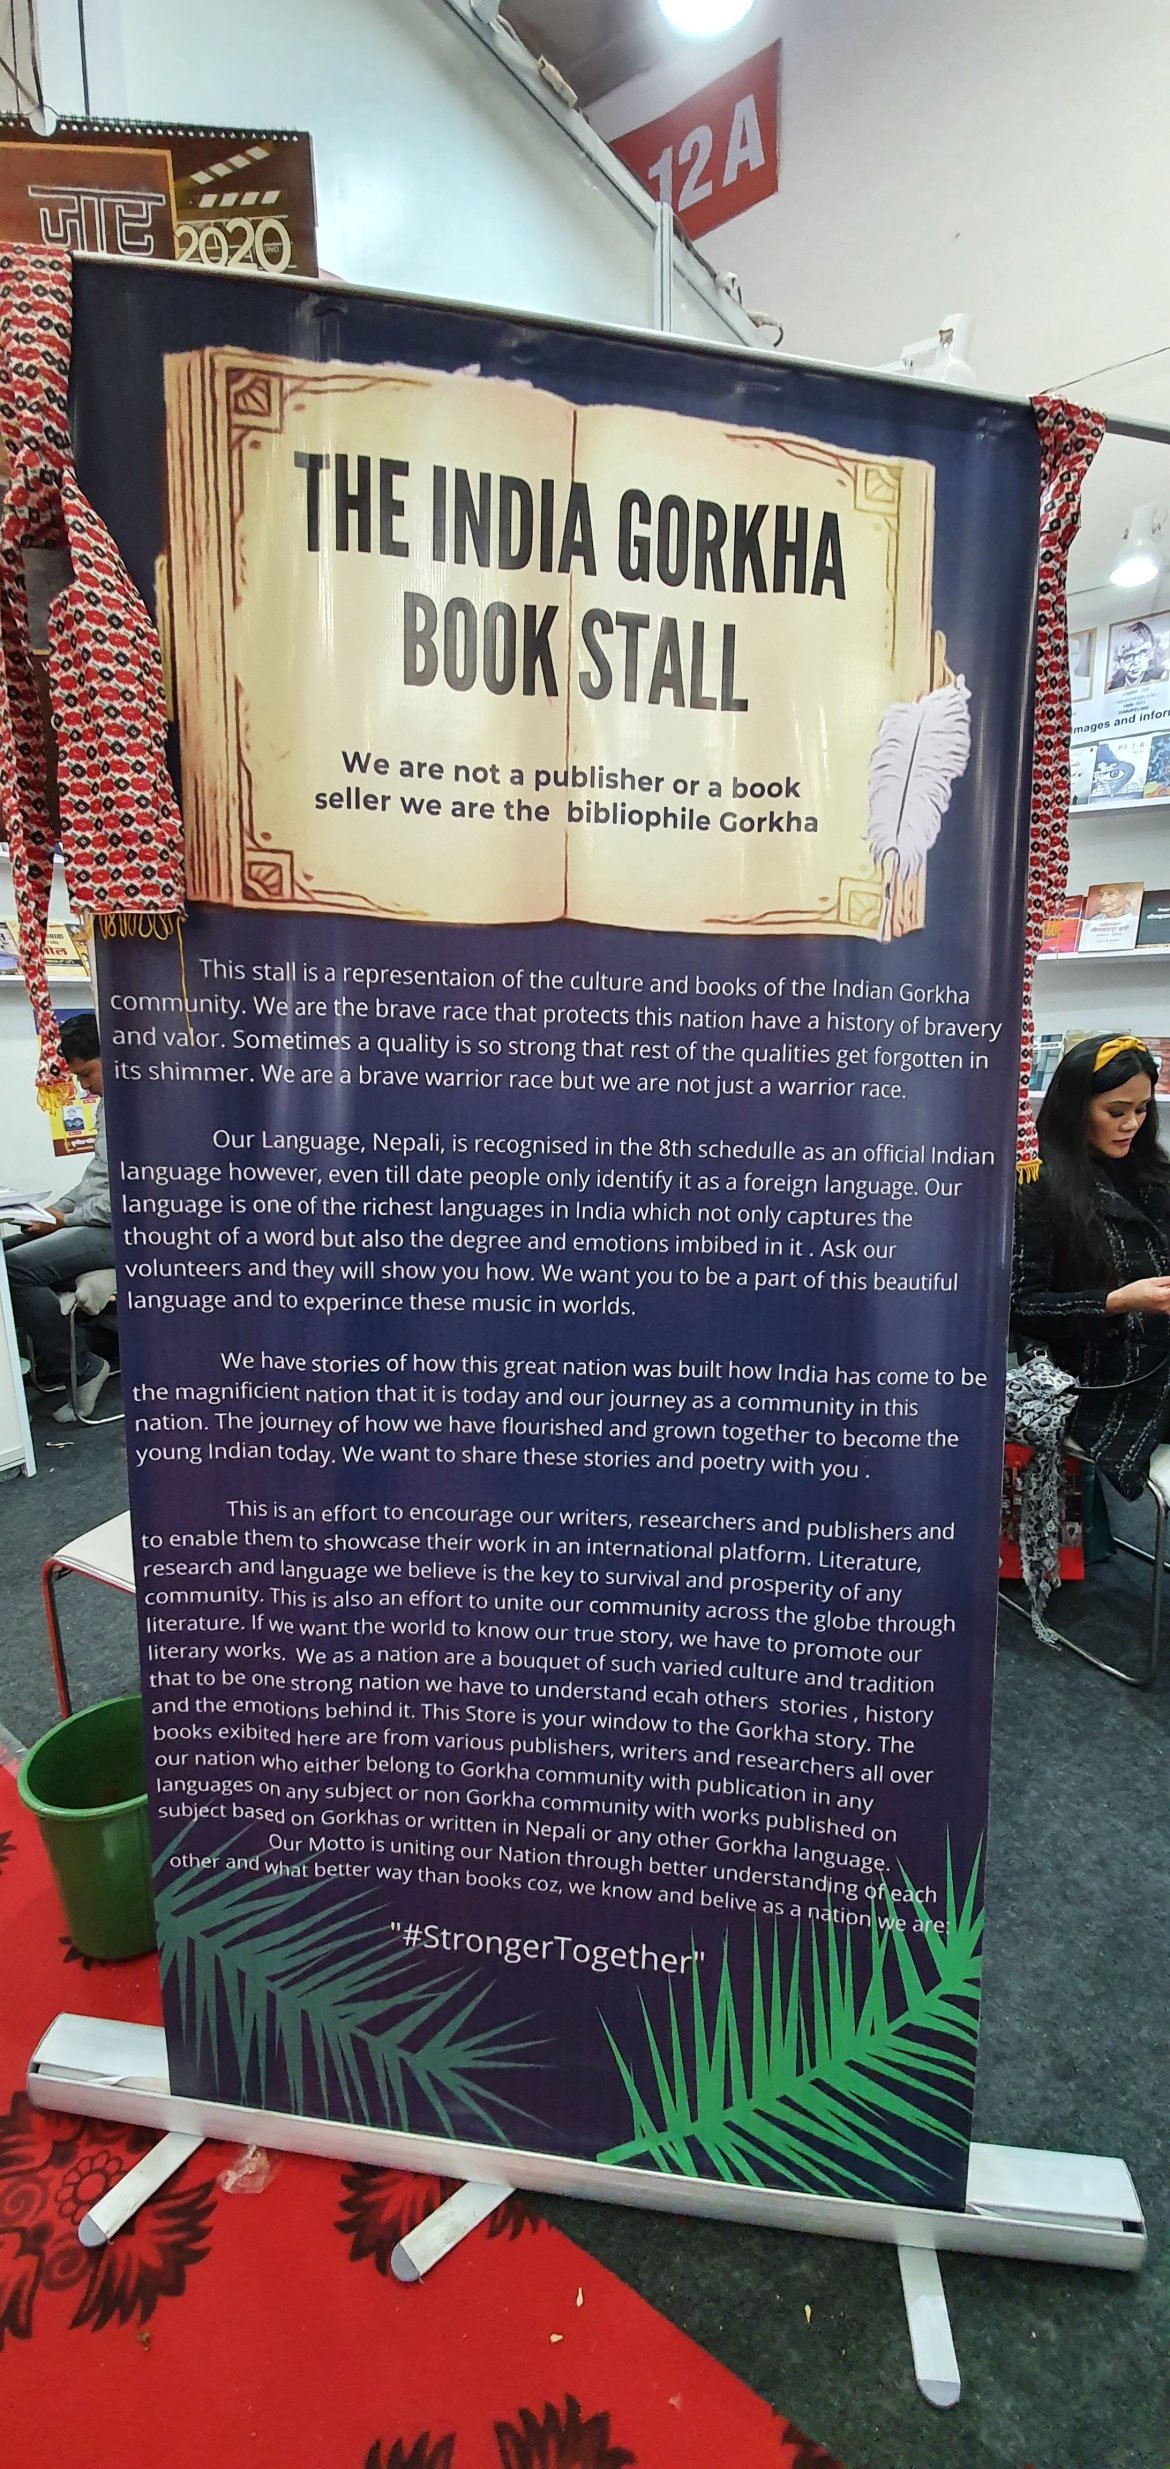 12A
जाट
2020
THE INDIA GORKHA
BOOK STALL
We are not a publisher or a book
seller we are the bibliophile Gorkha
This stall is a representaion of the culture and books of the Indian Gorkha
community. We are the brave race that protects this nation have a history of bravery
and valor. Sometimes a quality is so strong that rest of the qualities get forgotten in
its shimmer. We are a brave warrior race but we are not just a warrior race.
Our Language, Nepali, is recognised in the 8th schedulle as an official Indian
language however, even till date people only identify it as a foreign language. Our
language is one of the richest languages in India which not only captures the
thought of a word but also the degree and emotions imbibed in it . Ask our
volunteers and they will show you how. We want you to be a part of this beautiful
language and to experince these music in worlds.
We have stories of how this great nation was built how India has come to be
the magnificient nation that it is today and our journey as a community in this
nation. The journey of how we have flourished and grown together to become the
young Indian today. We want to share these stories and poetry with you .
This is an effort to encourage our writers, researchers and publishers and
to enable them to showcase their work in an international platform. Literature,
research and language we believe is the key to survival and prosperity of any
community. This is also an effort to unite our community across the globe through
literature. If we want the world to know our true story, we have to promote our
literary works. We as a nation are a bouquet of such varied culture and tradition
that to be one strong nation we have to understand ecah others stories , history
and the emotions behind it. This Store is your window to the Gorkha story. The
books exibited here are from various publishers, writers and researchers all over
our nation who either belong to Gorkha community with publication in any
languages on any subject or non Gorkha community with works published on
subject based on Gorkhas or written in Nepali or any other Gorkha language.
Our Motto is uniting our Nation through better understanding of each
other and what better way than books coz, we know and belive as a nation we are:
"#StrongerTogether"
mages and infor